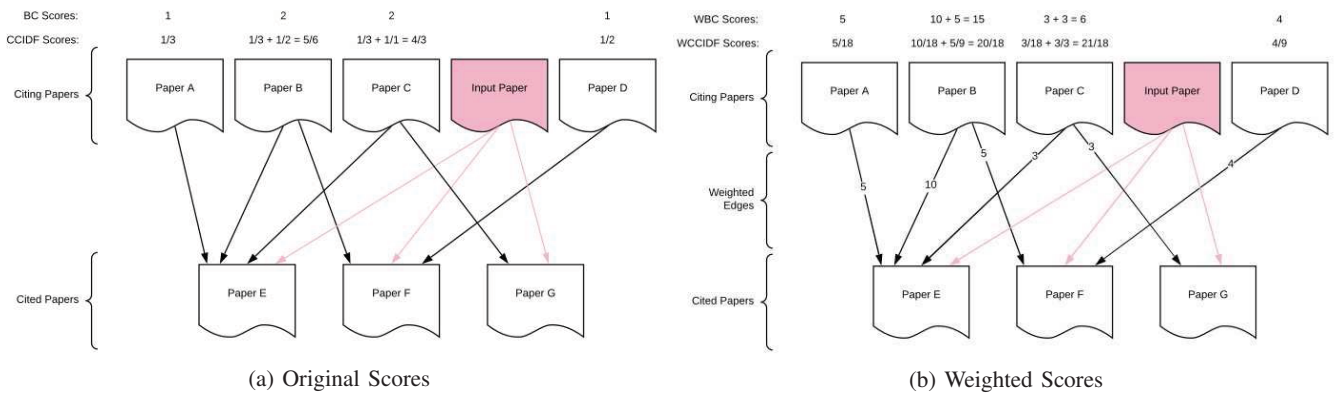 BC Scores: 1 2 2 1
CCIDF Scores: 1/3 1/3 + 1/2 = 5/6 1/3 + 1/1 = 4/3 1/2
Citing Papers
Paper A Paper B Paper C Input Paper Paper D
Cited Papers
Paper E Paper F Paper G
(a) Original Scores
WBC Scores: 5 10 + 5 = 15 3 + 3 = 6 4
WCCIDF Scores: 5/18 10/18 + 5/9 = 20/18 3/18 + 3/3 = 21/18 4/9
Citing Papers
Paper A Paper B Paper C Input Paper Paper D
Weighted
Edges
5 10 5 3 3 4
Cited Papers
Paper E Paper F Paper G
(b) Weighted Scores